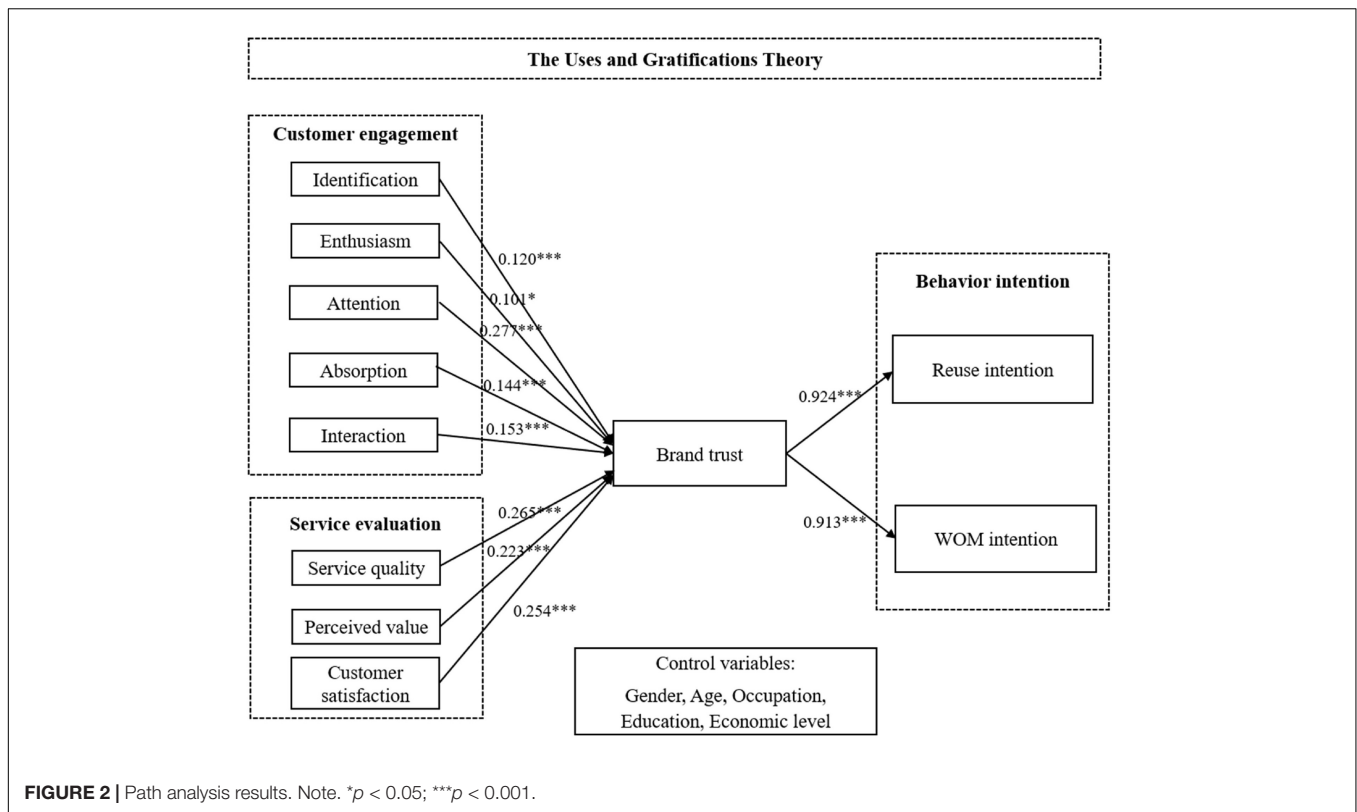 The Uses and Gratifications Theory
Customer engagement
Identification
Enthusiasm
Attention
Absorption
Interaction
0.120***
0.101*
0.277***
0.144***
0.153***
Service evaluation
Service quality
Perceived value
Customer
satisfaction
0.265***
0.223***
0.254***
Brand trust
0.924***
0.913***
Behavior intention
Reuse intention
WOM intention
Control variables:
Gender, Age, Occupation,
Education, Economic level
FIGURE 2 | Path analysis results. Note. *p < 0.05; ***p < 0.001.